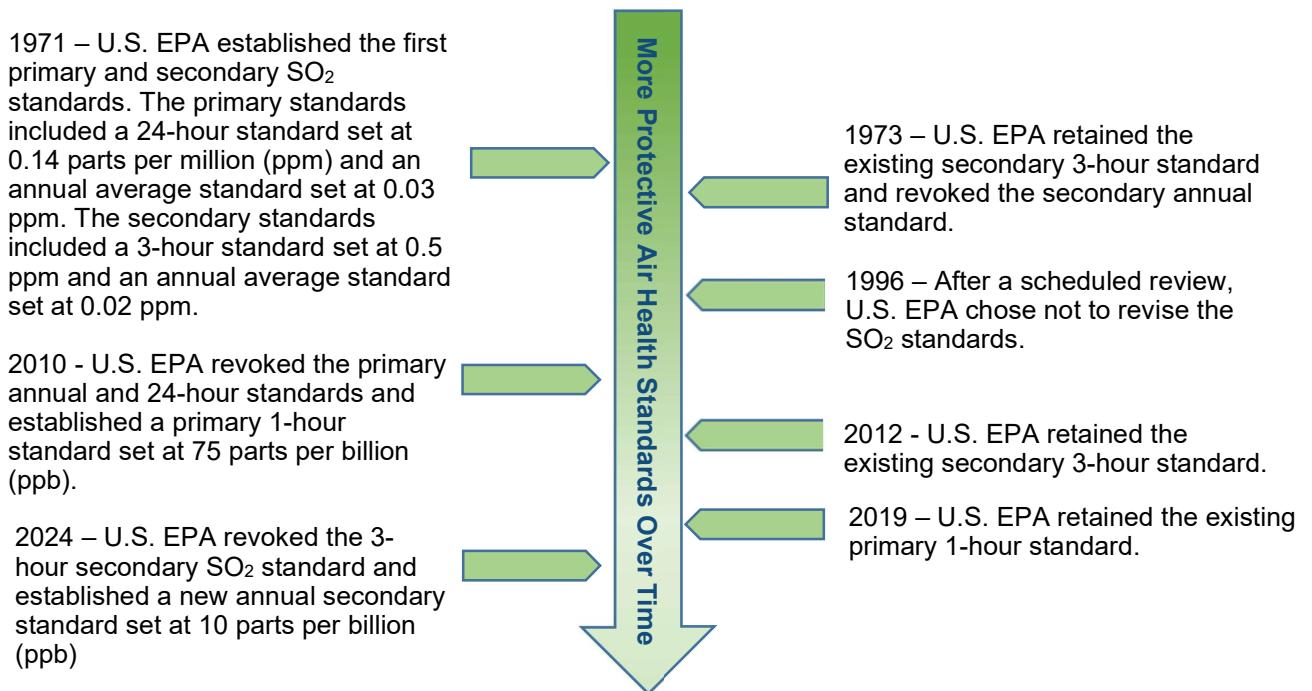 1971 – U.S. EPA established the first
primary and secondary SO₂
standards. The primary standards
included a 24-hour standard set at
0.14 parts per million (ppm) and an
annual average standard set at 0.03
ppm. The secondary standards
included a 3-hour standard set at 0.5
ppm and an annual average standard
set at 0.02 ppm.
2010 - U.S. EPA revoked the primary
annual and 24-hour standards and
established a primary 1-hour
standard set at 75 parts per billion
(ppb).
2024 – U.S. EPA revoked the 3-
hour secondary SO₂ standard and
established a new annual secondary
standard set at 10 parts per billion
(ppb)
More Protective Air Health Standards Over Time
1973 – U.S. EPA retained the
existing secondary 3-hour standard
and revoked the secondary annual
standard.
1996 – After a scheduled review,
U.S. EPA chose not to revise the
SO₂ standards.
2012 - U.S. EPA retained the
existing secondary 3-hour standard.
2019 – U.S. EPA retained the existing
primary 1-hour standard.